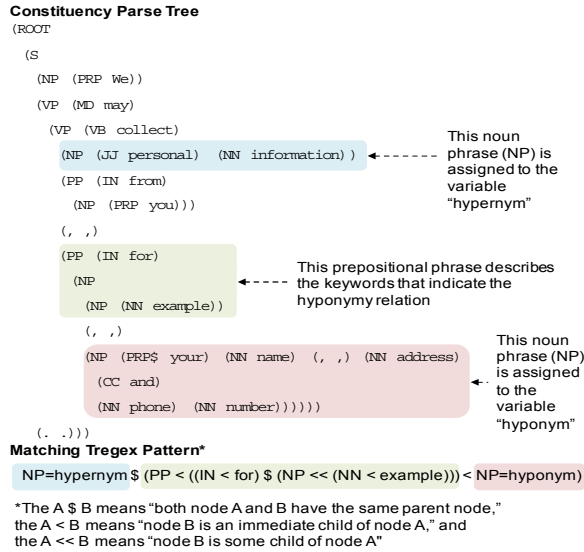 Constituency Parse Tree
(ROOT
(S
(NP (PRP We))
(VP (MD may)
(VP (VB collect)
(NP (JJ personal) (NN information) )
(PP (IN from)
(NP (PRP you)))
(, ,)
(PP (IN for)
(NP
(NP (NN example))
(, ,)
(NP (PRP$ your) (NN name) (, ,) (NN address)
(CC and)
(NN phone) (NN number))))))
(. .)))
This noun
phrase (NP) is
assigned to the
variable
“hypernym”
This prepositional phrase describes
the keywords that indicate the
hyponymy relation
This noun
phrase (NP)
is assigned
to the
variable
“hyponym”
Matching Tregex Pattern*
NP=hypernym $ (PP < ((IN < for) $ (NP << (NN < example))) < NP=hyponym)
*The A $ B means “both node A and B have the same parent node,”
the A < B means “node B is an immediate child of node A,” and
the A << B means “node B is some child of node A"